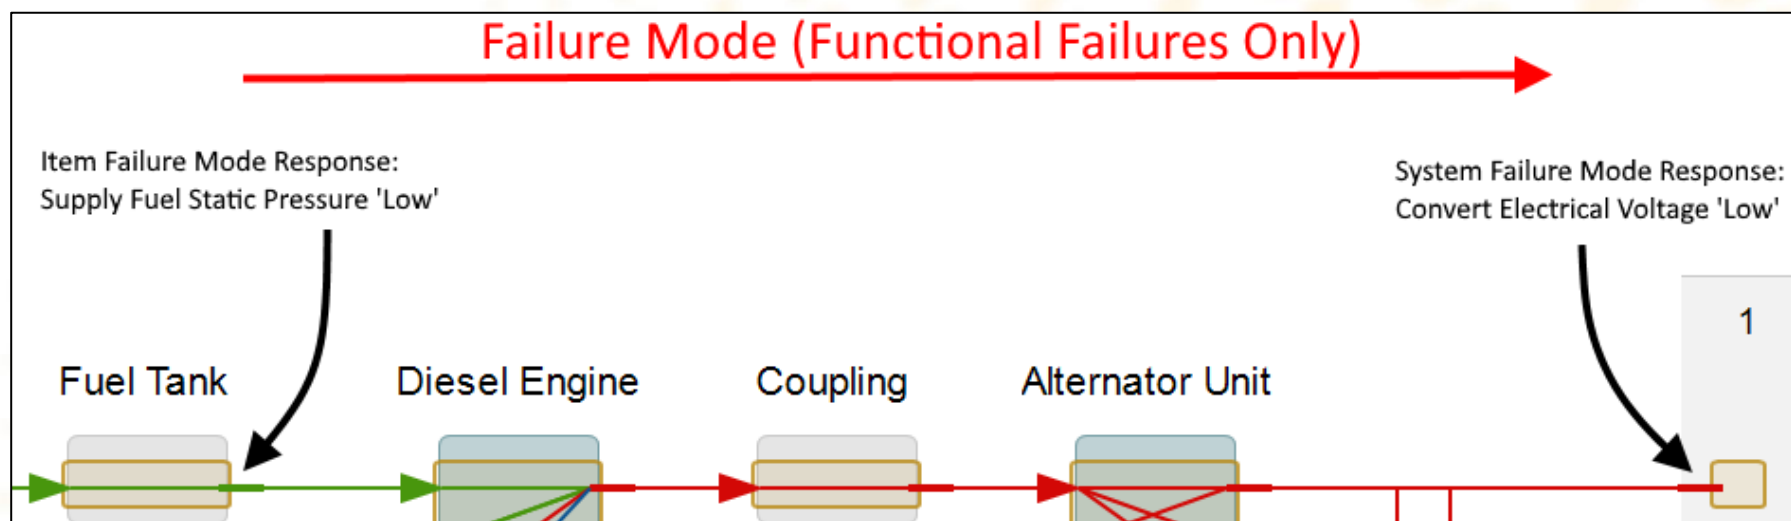 Failure Mode (Functional Failures Only)
Item Failure Mode Response:
Supply Fuel Static Pressure 'Low'
System Failure Mode Response:
Convert Electrical Voltage 'Low'
1
Fuel Tank
Diesel Engine
Coupling
Alternator Unit